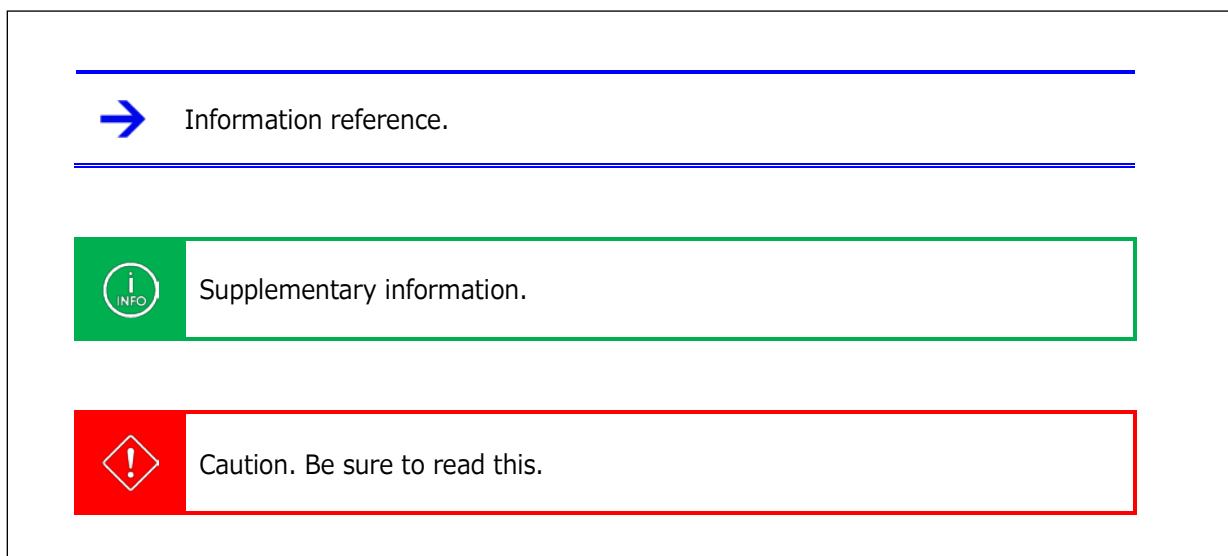 Information reference.
i
INFO
Supplementary information.
!
Caution. Be sure to read this.